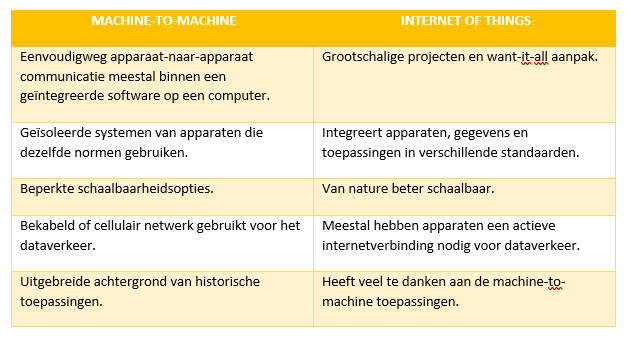 MACHINE-TO-MACHINE
INTERNET OF THINGS
Eenvoudigweg apparaat-naar-apparaat
communicatie meestal binnen een
geïntegreerde software op een computer.
Grootschalige projecten en want-it-all aanpak.
Geïsoleerde systemen van apparaten die
dezelfde normen gebruiken.
Integreert apparaten, gegevens en
toepassingen in verschillende standaarden.
Beperkte schaalbaarheidsopties.
Van nature beter schaalbaar.
Bekabeld of cellulair netwerk gebruikt voor het
dataverkeer.
Meestal hebben apparaten een actieve
internetverbinding nodig voor dataverkeer.
Uitgebreide achtergrond van historische
toepassingen.
Heeft veel te danken aan de machine-to-
machine toepassingen.